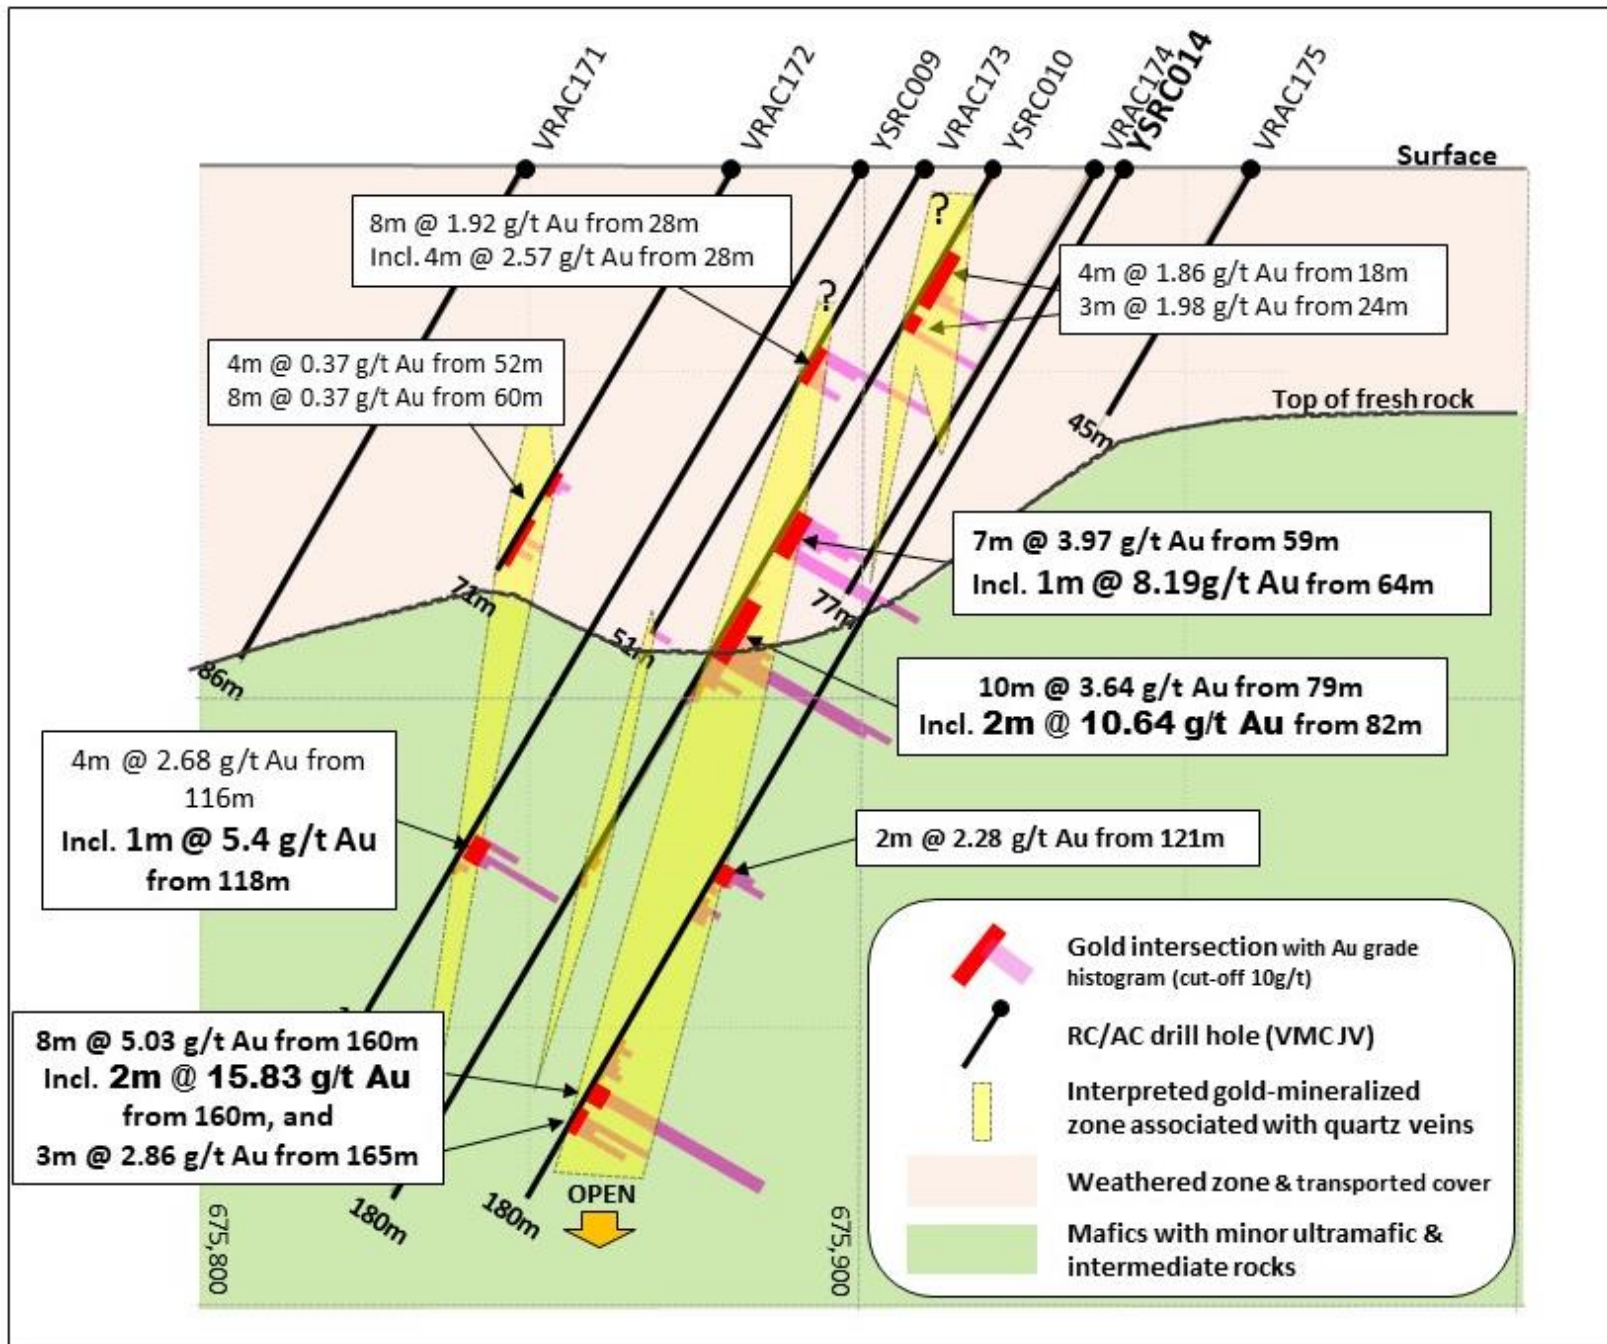 VRAC171
VRAC172
YSRC009
VRAC173
YSRC010
VRAC174
YSRC014
VRAC175
Surface
8m @ 1.92 g/t Au from 28m
Incl. 4m @ 2.57 g/t Au from 28m
?
?
4m @ 1.86 g/t Au from 18m
3m @ 1.98 g/t Au from 24m
4m @ 0.37 g/t Au from 52m
8m @ 0.37 g/t Au from 60m
Top of fresh rock
45m
7m @ 3.97 g/t Au from 59m
Incl. 1m @ 8.19g/t Au from 64m
71m
77m
51m
86m
10m @ 3.64 g/t Au from 79m
Incl. 2m @ 10.64 g/t Au from 82m
4m @ 2.68 g/t Au from
116m
Incl. 1m @ 5.4 g/t Au
from 118m
2m @ 2.28 g/t Au from 121m
8m @ 5.03 g/t Au from 160m
Incl. 2m @ 15.83 g/t Au
from 160m, and
3m @ 2.86 g/t Au from 165m
180m
180m
OPEN
675,800
675,900
Gold intersection with Au grade
histogram (cut-off 10g/t)
RC/AC drill hole (VMC JV)
Interpreted gold-mineralized
zone associated with quartz veins
Weathered zone & transported cover
Mafics with minor ultramafic &
intermediate rocks